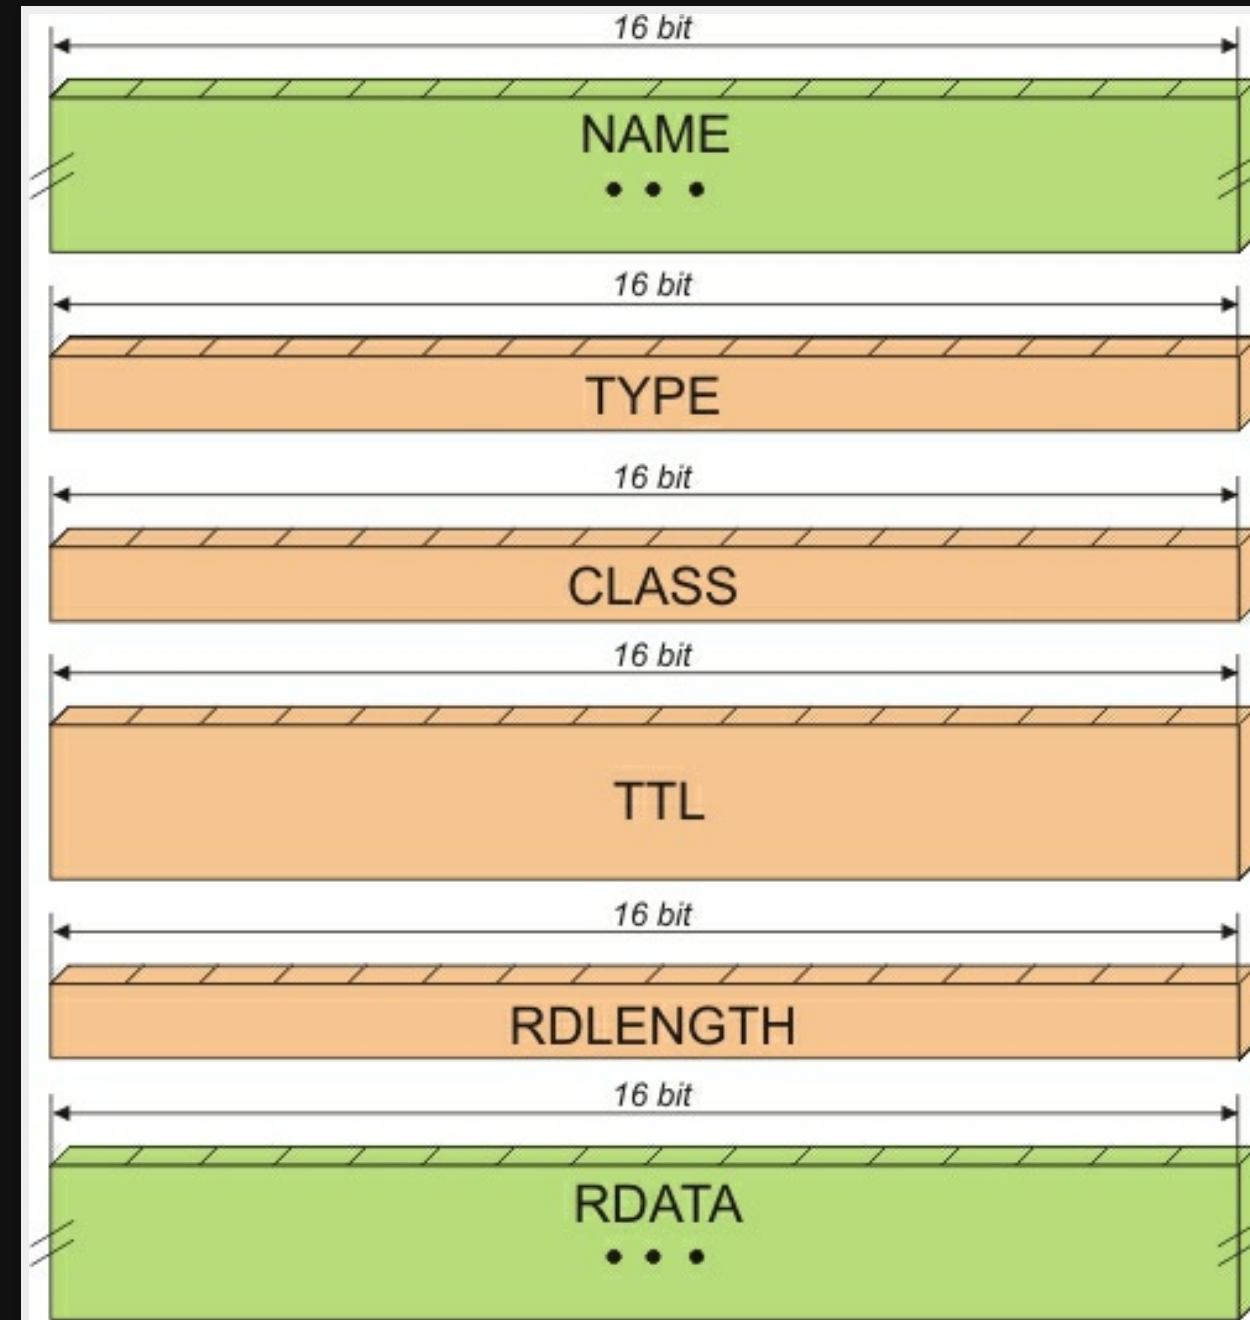 16 bit
NAME
• • •
16 bit
TYPE
16 bit
CLASS
16 bit
TTL
16 bit
RDLENGTH
16 bit
RDATA
• • •